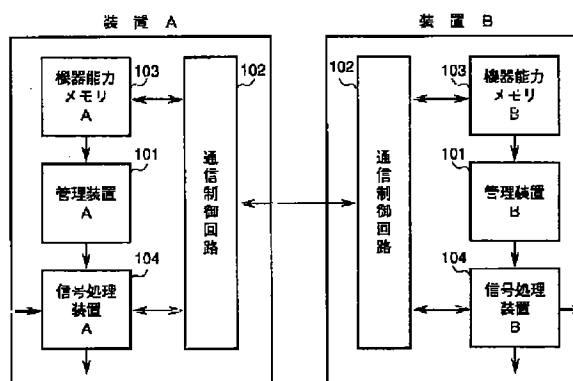 装置A
装置B
103
102
機器能力
メモリ
A
102
103
機器能力
メモリ
B
101
管理装置
A
通信制御回路
通信制御回路
101
管理装置
B
104
信号処理
装置
A
104
信号処理
装置
B